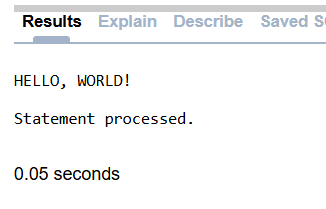 Results Explain Describe Saved
HELLO, WORLD!
Statement processed.
0.05 seconds